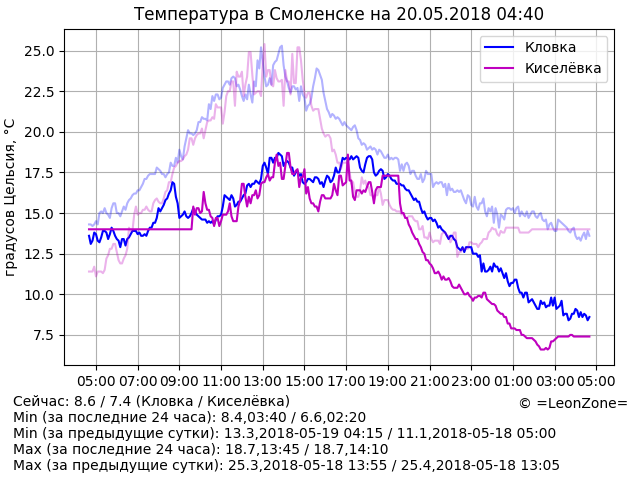 Температура в Смоленске на 20.05.2018 04:40
градусов Цельсия, °C
25.0
22.5
20.0
17.5
15.0
12.5
10.0
7.5
Кловка
Киселёвка
05:00 07:00 09:00 11:00 13:00 15:00 17:00 19:00 21:00 23:00 01:00 03:00 05:00
Сейчас: 8.6 / 7.4 (Кловка / Киселёвка)
© =LeonZone=
Min (за последние 24 часа): 8.4,03:40 / 6.6,02:20
Min (за предыдущие сутки): 13.3,2018-05-19 04:15 / 11.1,2018-05-18 05:00
Max (за последние 24 часа): 18.7,13:45 / 18.7,14:10
Max (за предыдущие сутки): 25.3,2018-05-18 13:55 / 25.4,2018-05-18 13:05